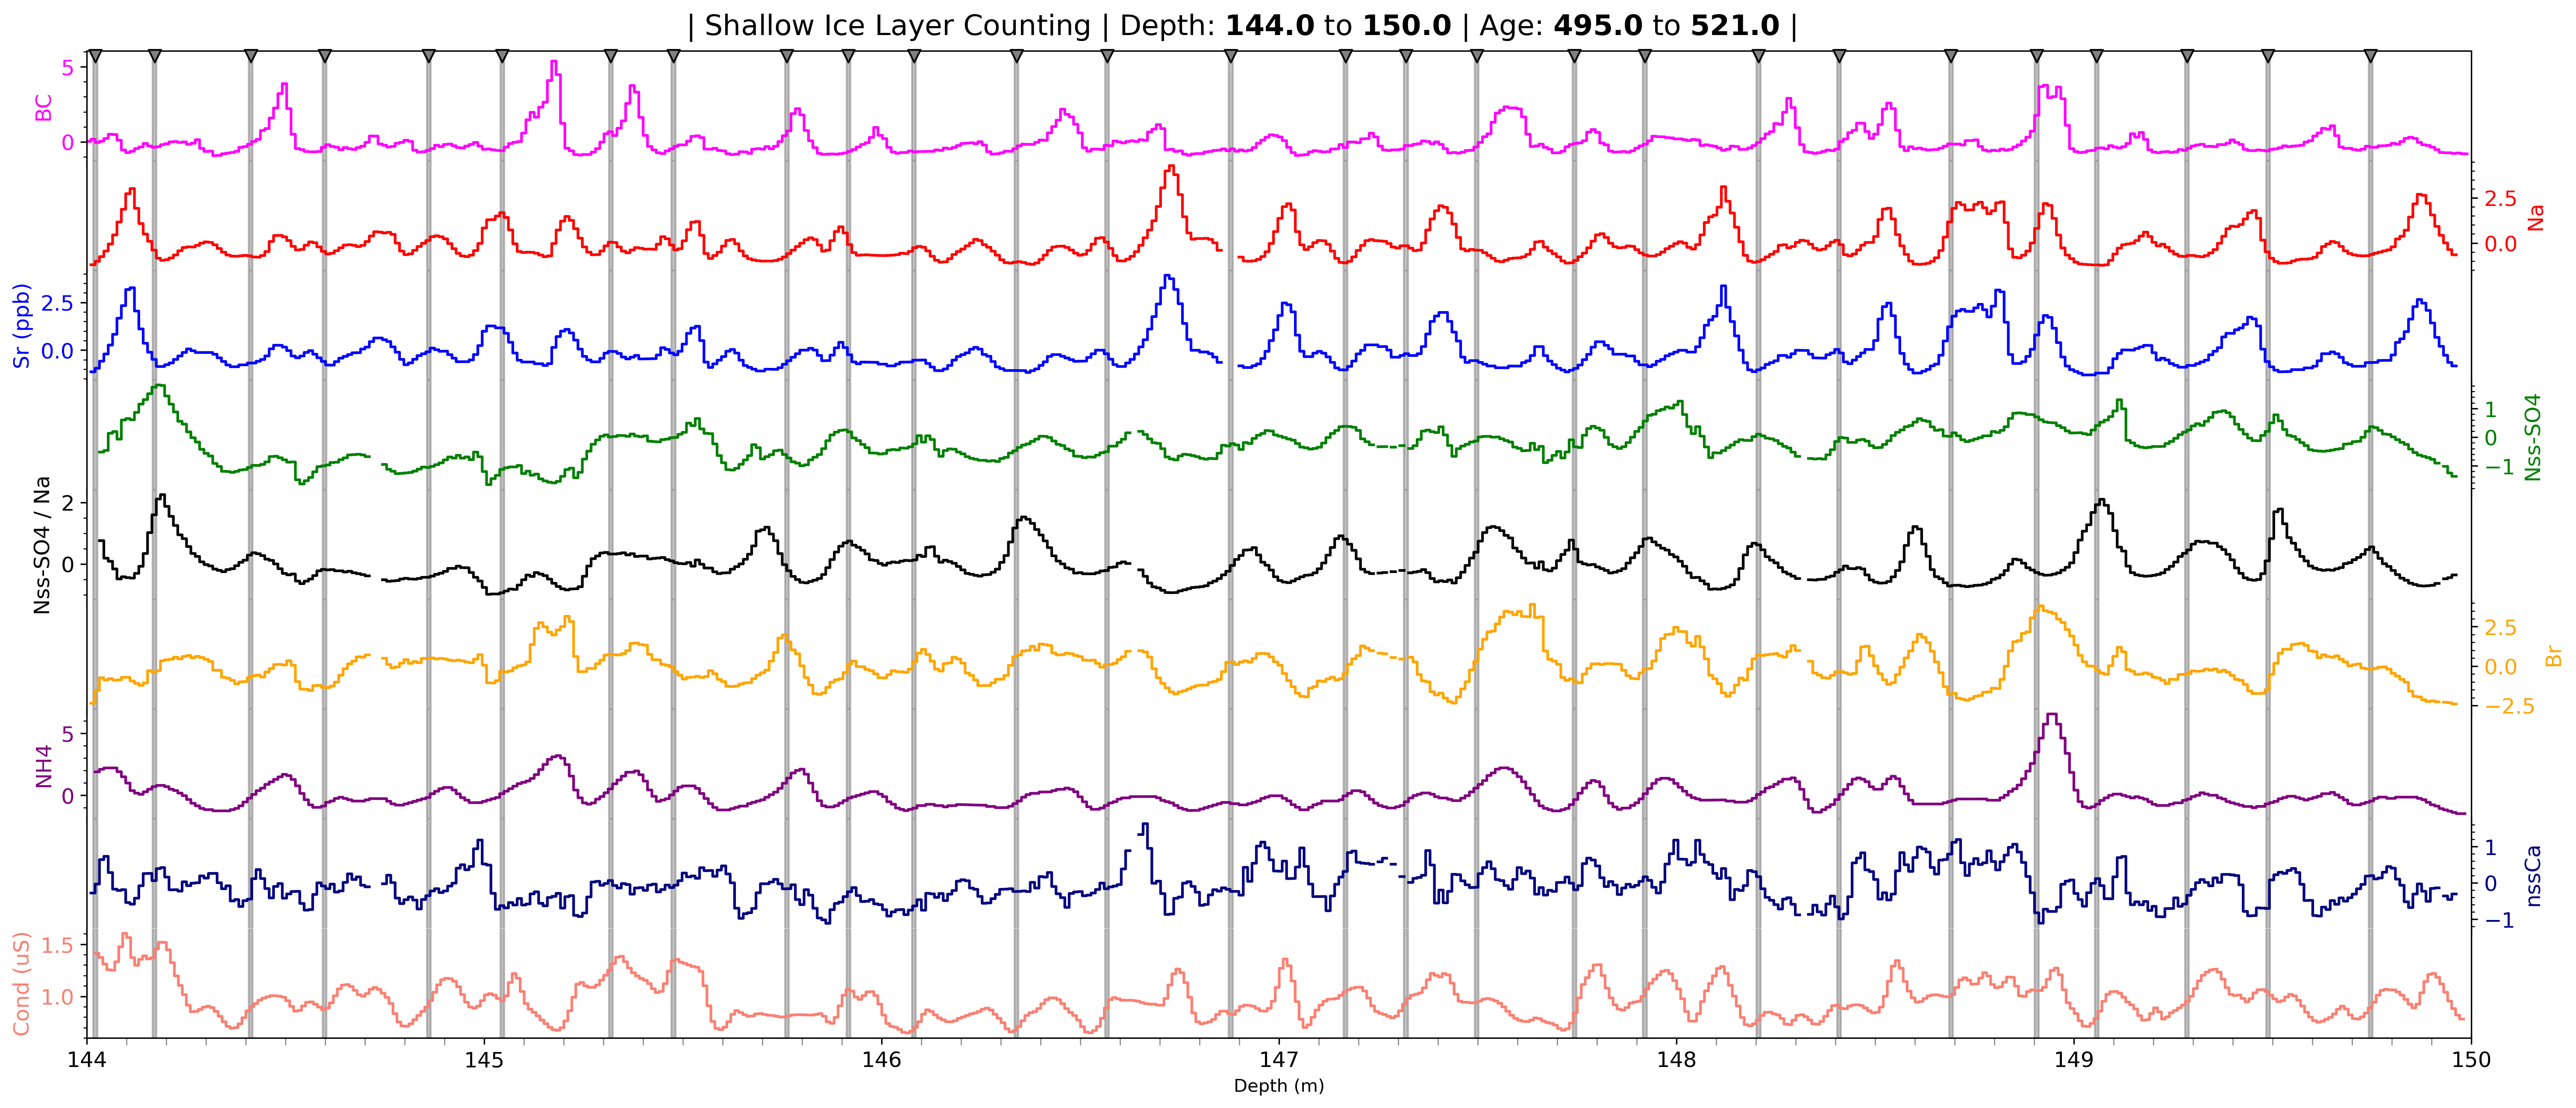 | Shallow Ice Layer Counting | Depth: 144.0 to 150.0 | Age: 495.0 to 521.0 |
BC
5
0
Na
2.5
0.0
Sr (ppb)
2.5
0.0
Nss-SO4
1
0
−1
Nss-SO4 / Na
2
0
Br
2.5
0.0
−2.5
NH4
5
0
nssCa
1
0
−1
Cond (uS)
1.5
1.0
144 145 146 147 148 149 150
Depth (m)